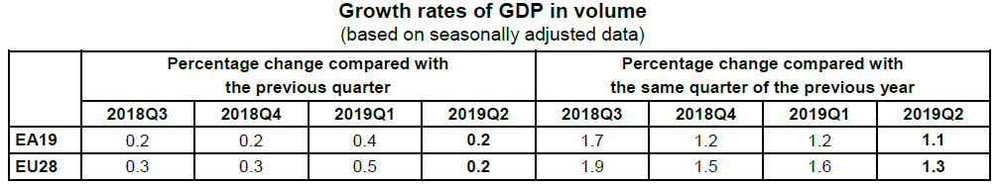 Growth rates of GDP in volume
(based on seasonally adjusted data)
Percentage change compared with
the previous quarter
Percentage change compared with
the same quarter of the previous year
2018Q3 2018Q4 2019Q1 2019Q2 2018Q3 2018Q4 2019Q1 2019Q2
EA19 0.2 0.2 0.4 0.2 1.7 1.2 1.2 1.1
EU28 0.3 0.3 0.5 0.2 1.9 1.5 1.6 1.3